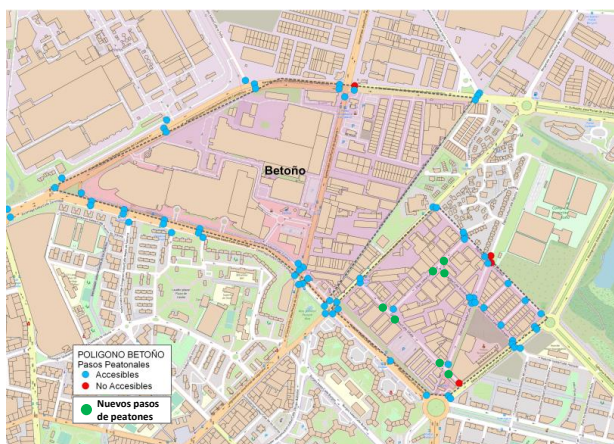 Betoño
POLIGONO BETOÑO
Pasos Peatonales
Accesibles
No Accesibles
Nuevos pasos
de peatones